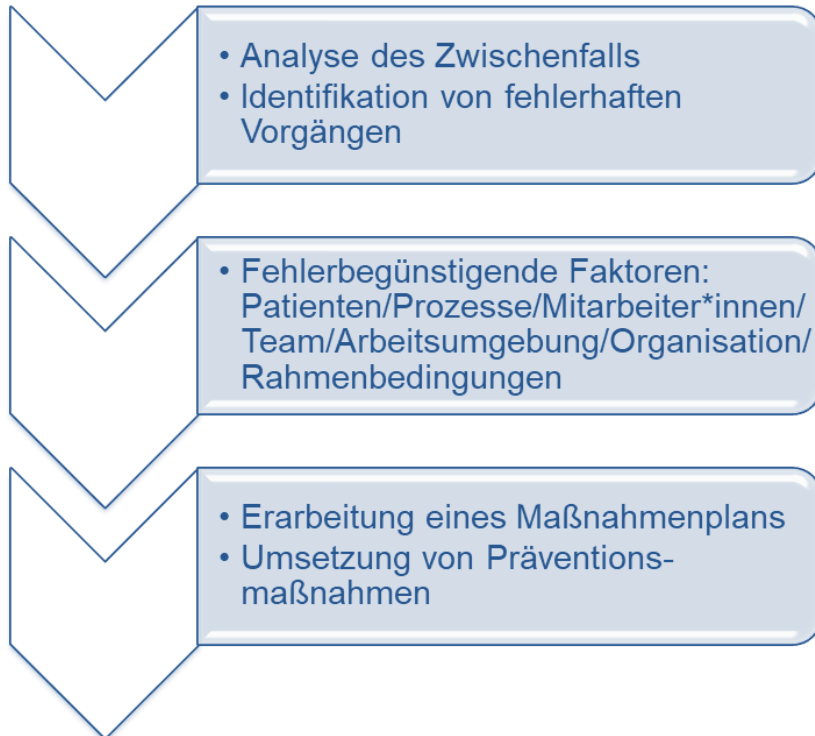 • Analyse des Zwischenfalls
• Identifikation von fehlerhaften
Vorgängen
• Fehlerbegünstigende Faktoren:
Patienten/Prozesse/Mitarbeiter*innen/
Team/Arbeitsumgebung/Organisation/
Rahmenbedingungen
• Erarbeitung eines Maßnahmenplans
• Umsetzung von Präventions-
maßnahmen